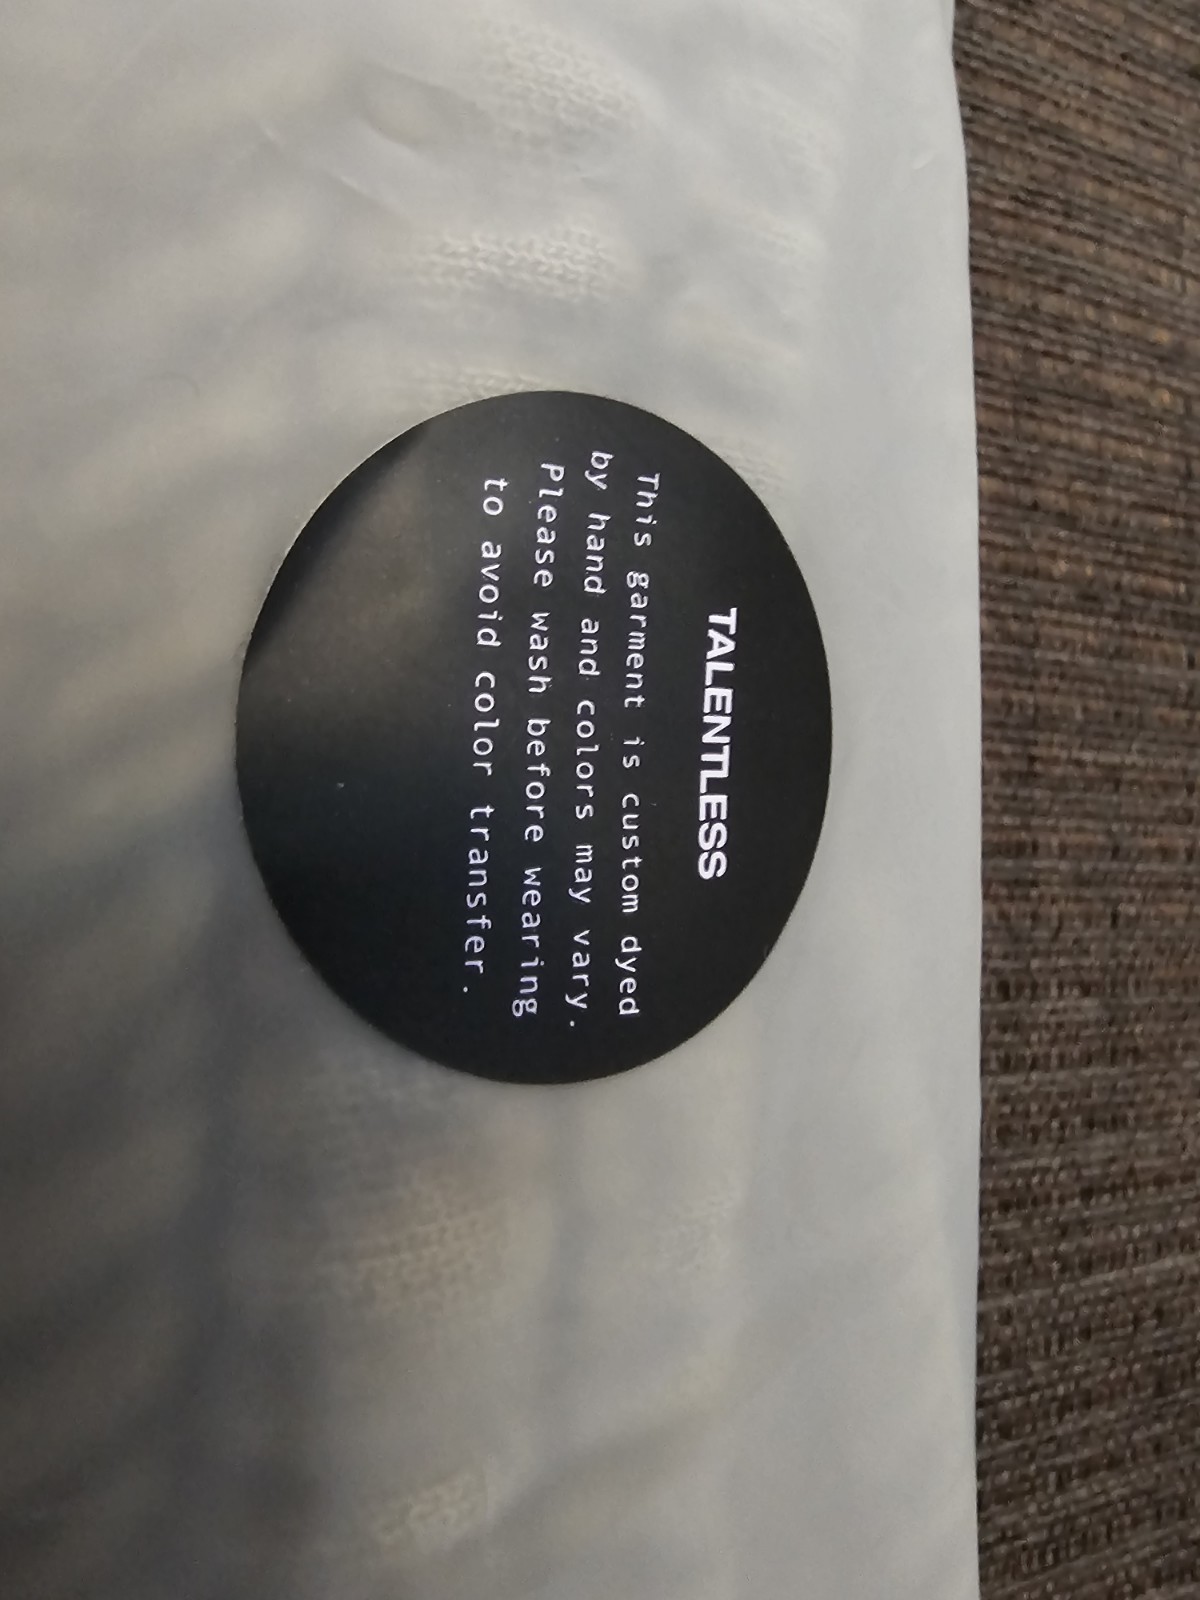 TALENTLESS
This garment is custom dyed
by hand and colors may vary.
Please wash before wearing
to avoid color transfer.